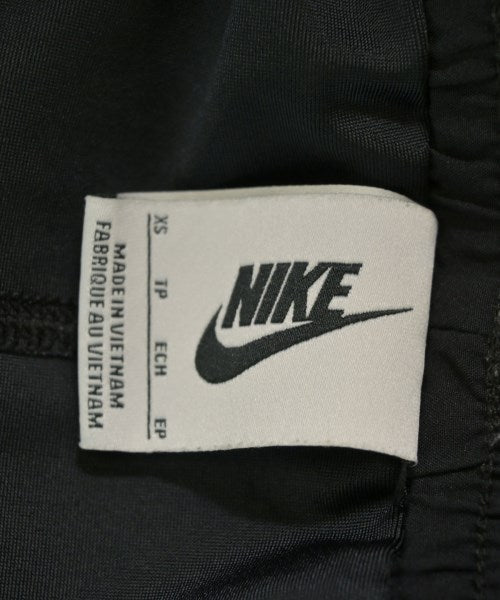 NIKE
XS TP ECH EP
MADE IN VIETNAM
FABRIQUE AU VIETNAM